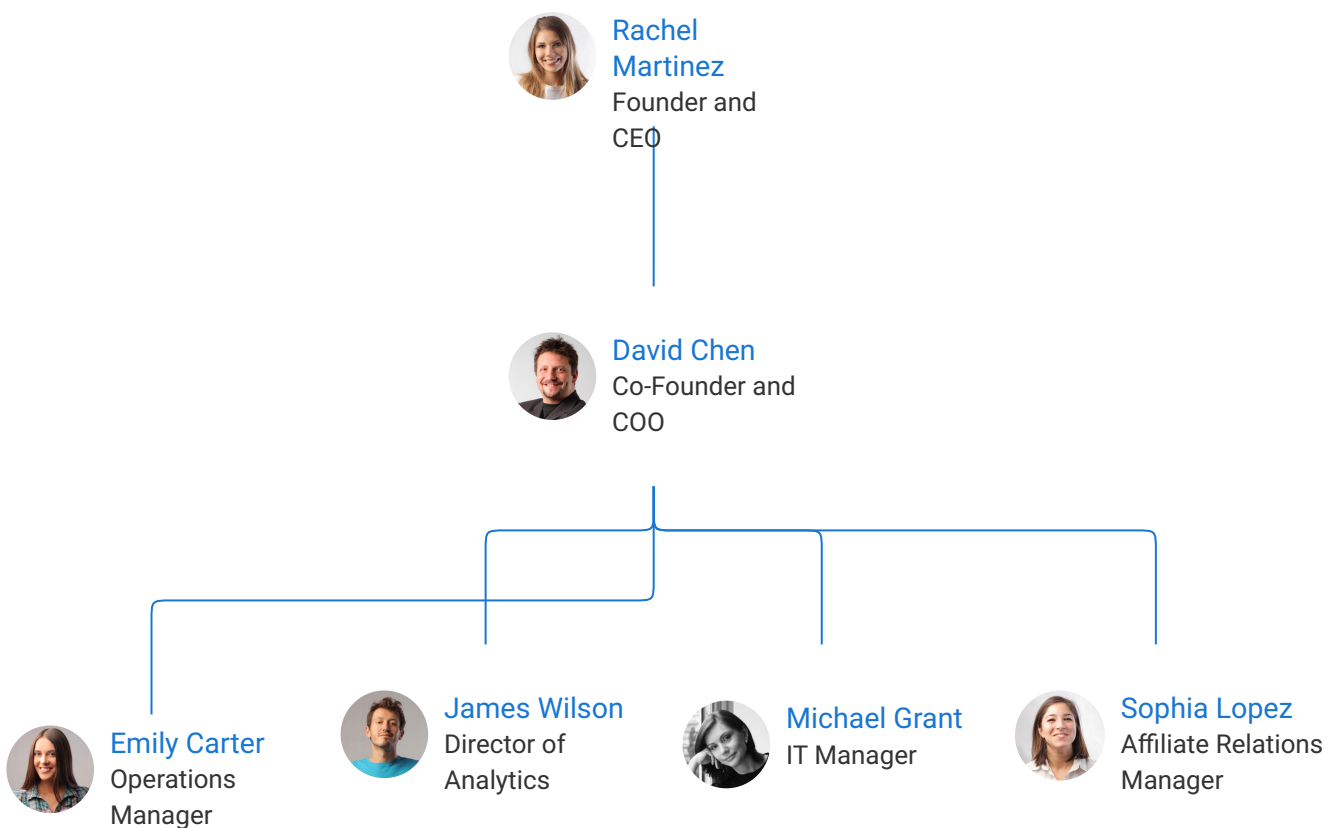 Rachel
Martinez
Founder and
CEO
David Chen
Co-Founder and
COO
Emily Carter
Operations
Manager
James Wilson
Director of
Analytics
Michael Grant
IT Manager
Sophia Lopez
Affiliate Relations
Manager